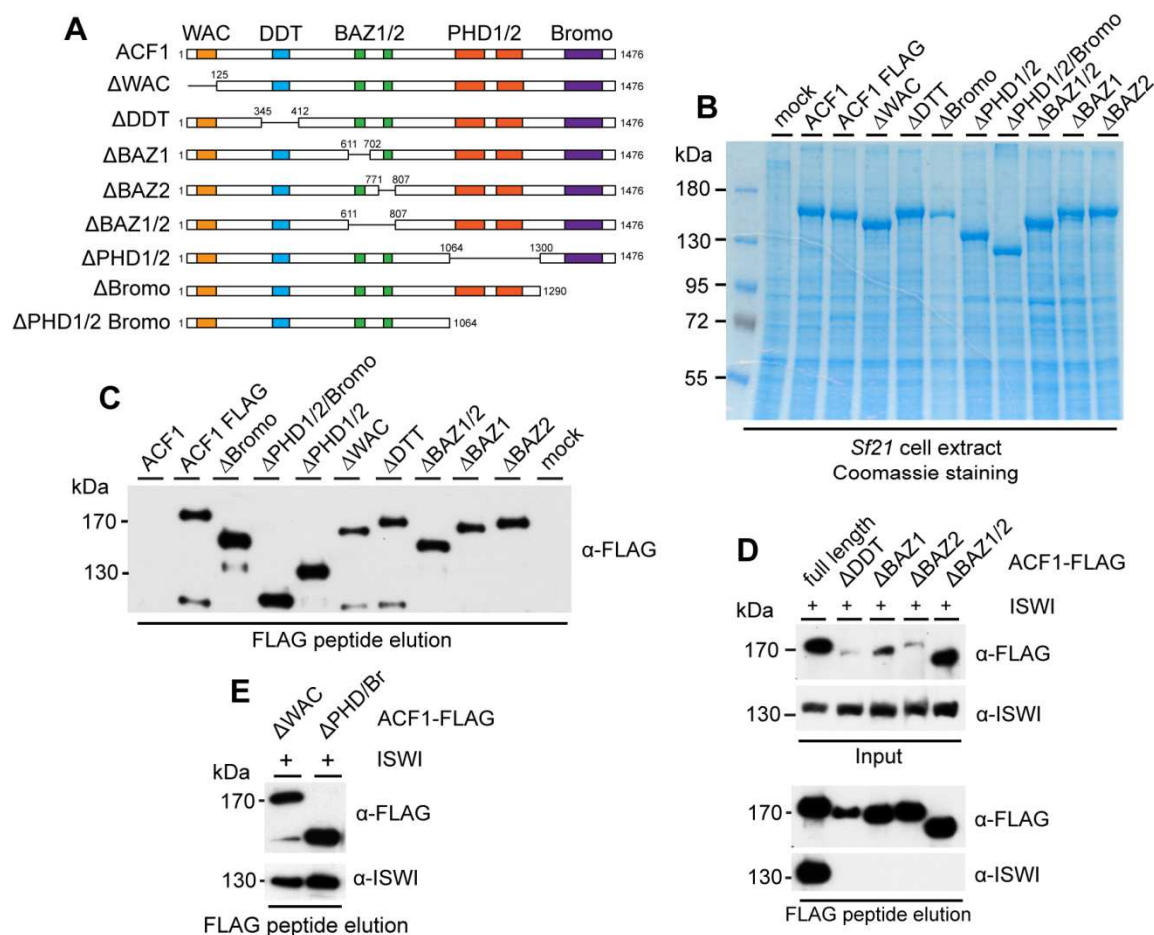 A
WAC DDT BAZ1/2 PHD1/2 Bromo
ACF1 1 1476
ΔWAC 125 1476
ΔDDT 1 345 412 1476
ΔBAZ1 1 611 702 1476
ΔBAZ2 1 771 807 1476
ΔBAZ1/2 1 611 807 1476
ΔPHD1/2 1 1064 1300 1476
ΔBromo 1 1290
ΔPHD1/2 Bromo 1 1064
B
mock ACF1 ACF1 FLAG ΔWAC ΔDTT ΔBromo ΔPHD1/2 ΔPHD1/2/Bromo ΔBAZ1/2 ΔBAZ1 ΔBAZ2
kDa
180
130
95
72
55
Sf21 cell extract
Coomassie staining
C
ACF1 ACF1 FLAG ΔBromo ΔPHD1/2/Bromo ΔPHD1/2 ΔWAC ΔDTT ΔBAZ1/2 ΔBAZ1 ΔBAZ2 mock
kDa
170
130
α-FLAG
FLAG peptide elution
D
full length ΔDDT ΔBAZ1 ΔBAZ2 ΔBAZ1/2 ACF1-FLAG
+ + + + + ISWI
kDa
170 α-FLAG
130 α-ISWI
Input
170 α-FLAG
130 α-ISWI
FLAG peptide elution
E
ΔWAC ΔPHD/Br ACF1-FLAG
+ + ISWI
kDa
170 α-FLAG
130 α-ISWI
FLAG peptide elution